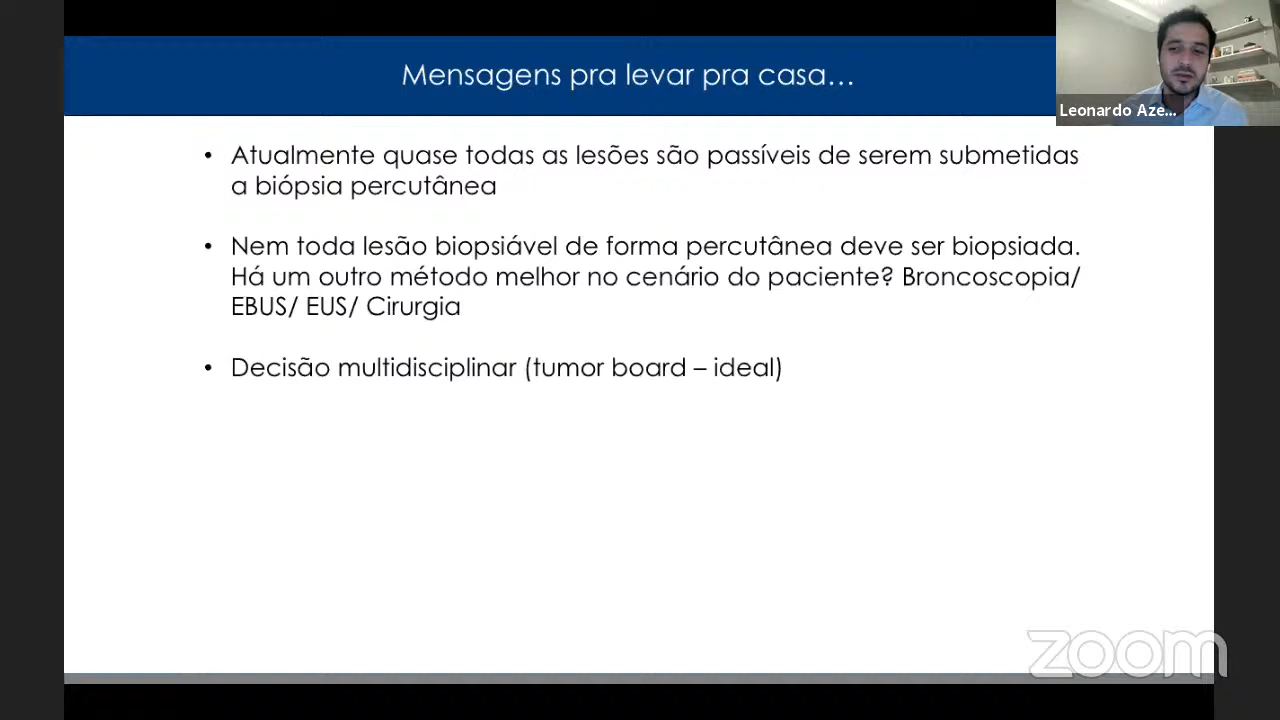 Mensagens pra levar pra casa…
Leonardo Aze...
• Atualmente quase todas as lesões são passíveis de serem submetidas
a biópsia percutânea
• Nem toda lesão biopsiável de forma percutânea deve ser biopsiada.
Há um outro método melhor no cenário do paciente? Broncoscopia/
EBUS/ EUS/ Cirurgia
• Decisão multidisciplinar (tumor board – ideal)
zoom